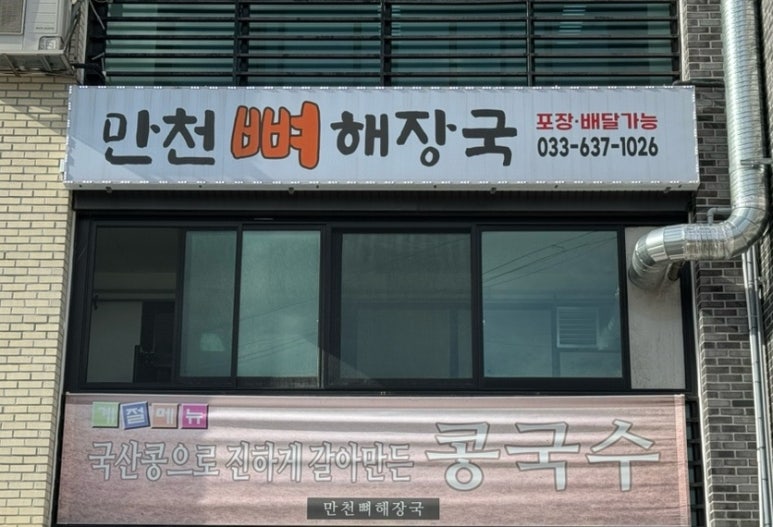 만천 뼈 해장국
포장·배달가능
033-637-1026
계절메뉴
국산콩으로 진하게 갈아만든 콩국수
만천뼈해장국